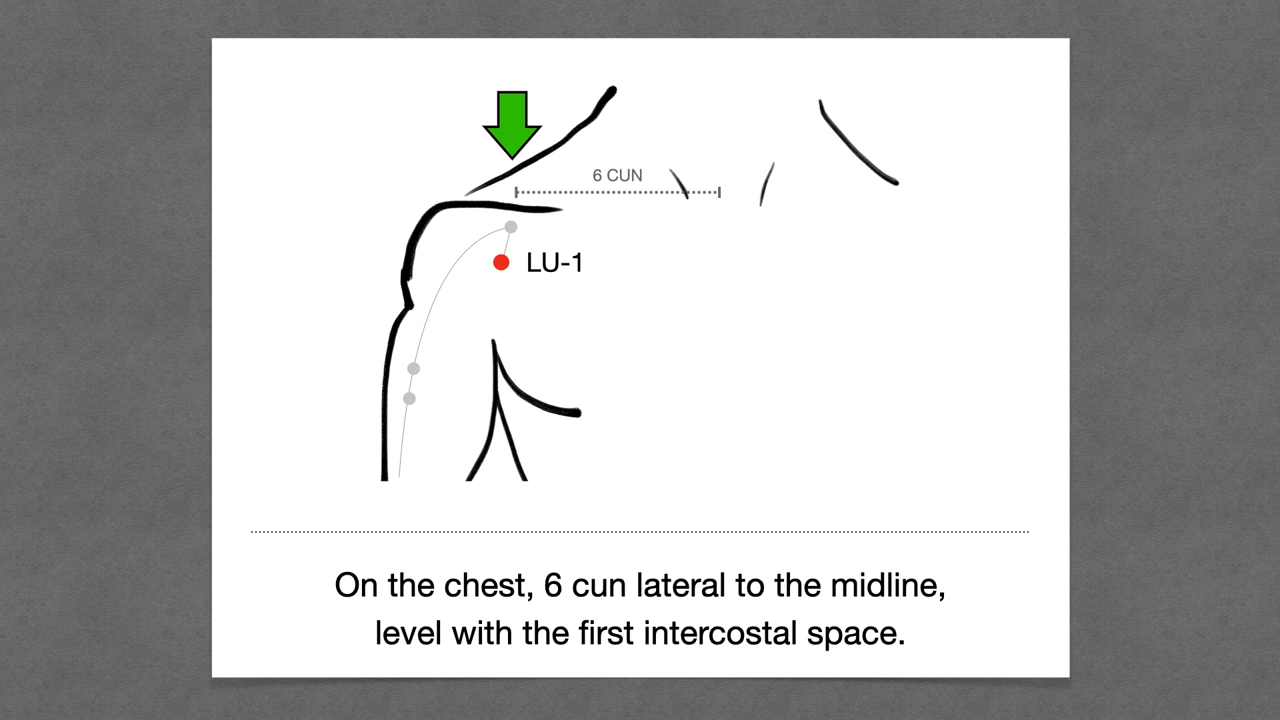 6 CUN
LU-1
On the chest, 6 cun lateral to the midline,
level with the first intercostal space.